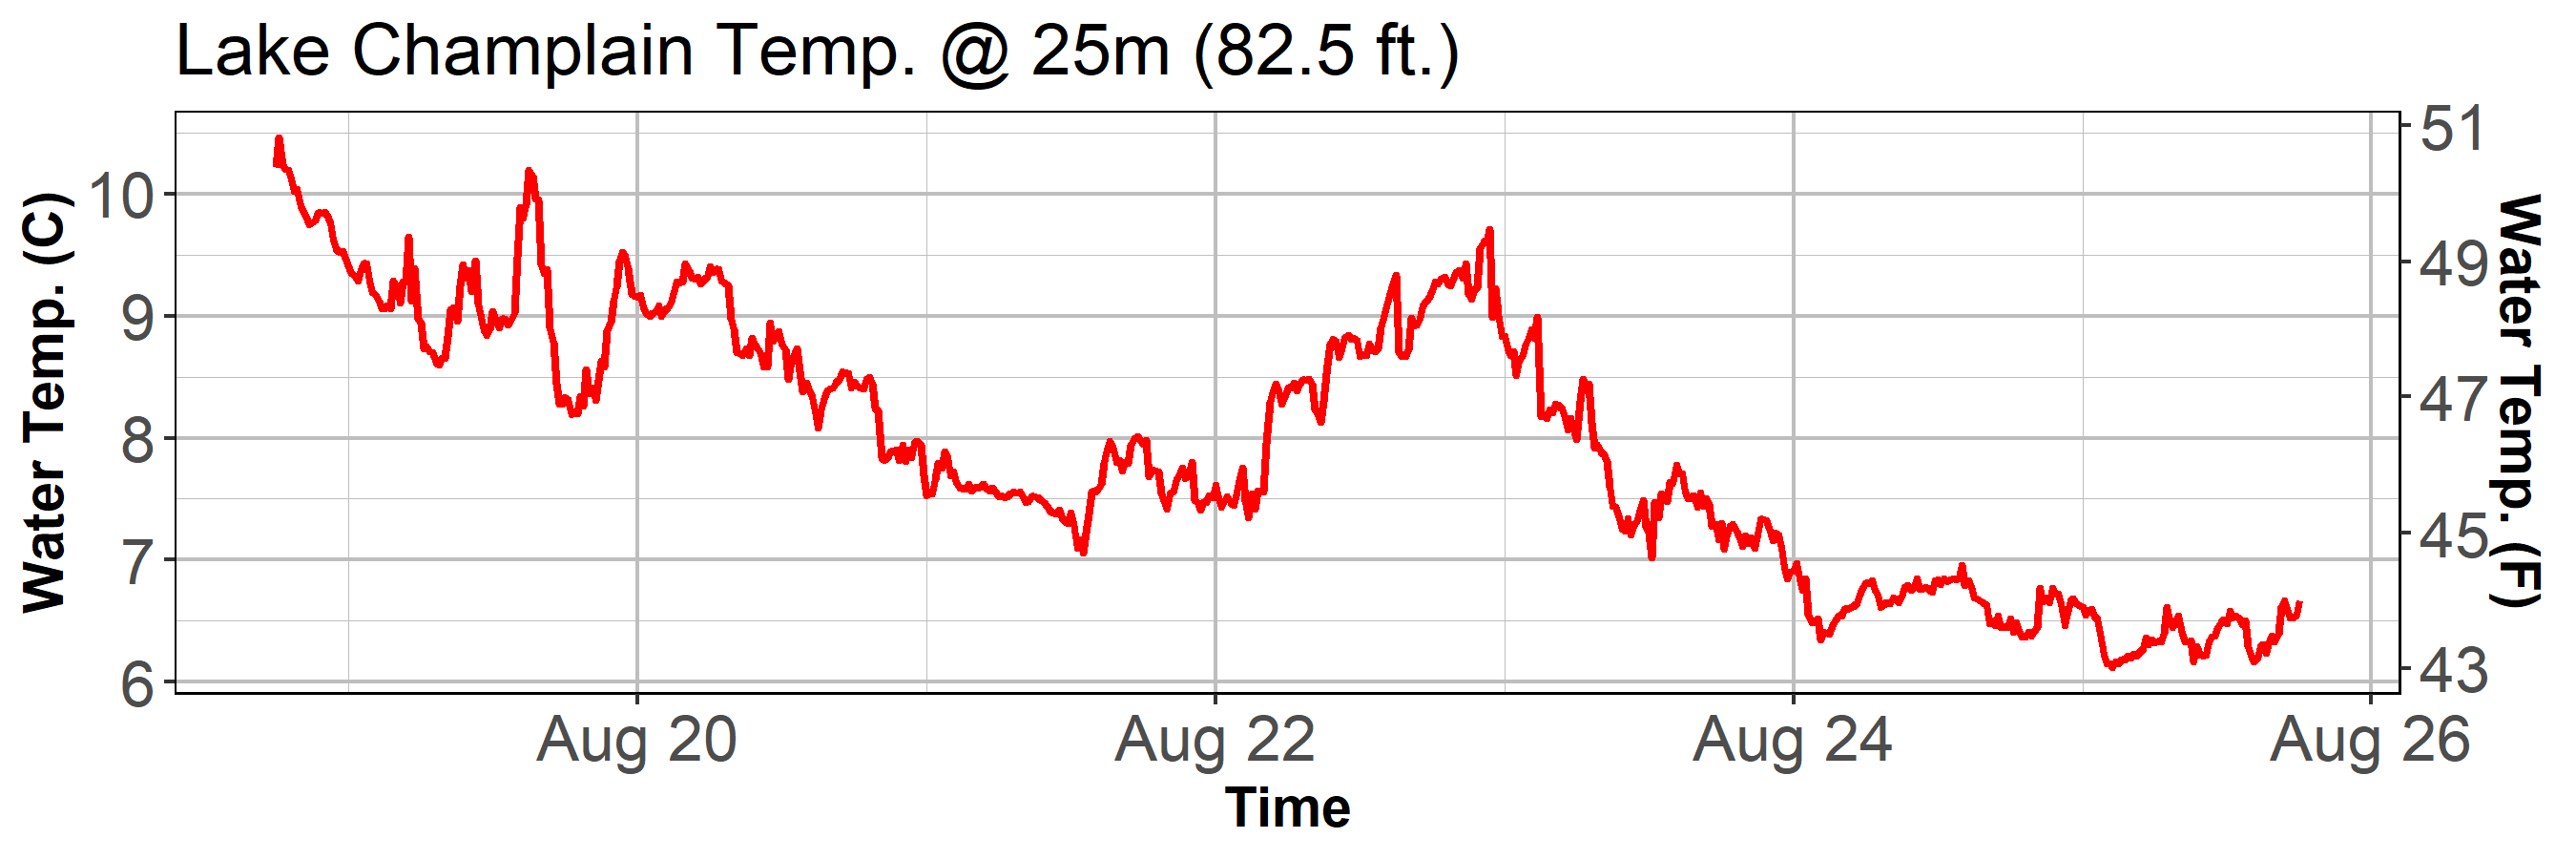 Lake Champlain Temp. @ 25m (82.5 ft.)
Water Temp. (C)
10
9
8
7
6
51
49
47
45
43
Water Temp. (F)
Aug 20 Aug 22 Aug 24 Aug 26
Time